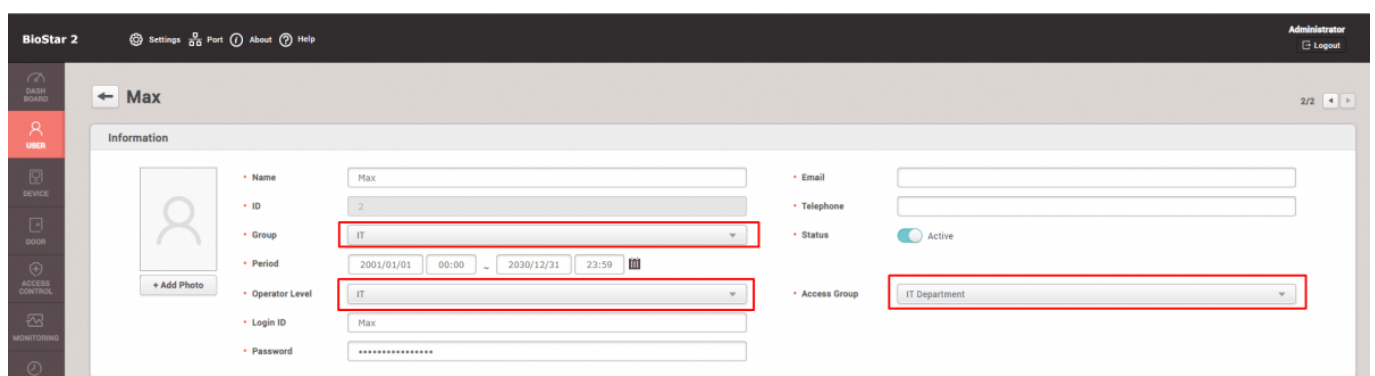 BioStar 2 Settings Port About Help
Administrator
Logout
DASH
BOARD
Max
2/2
USER
Information
DEVICE
DOOR
ACCESS
CONTROL
MONITORING
+ Add Photo
• Name Max
• ID 2
• Group IT
• Period 2001/01/01 00:00 ~ 2030/12/31 23:59
• Operator Level IT
• Login ID Max
• Password ••••••••••••••••
• Email
• Telephone
• Status Active
• Access Group IT Department